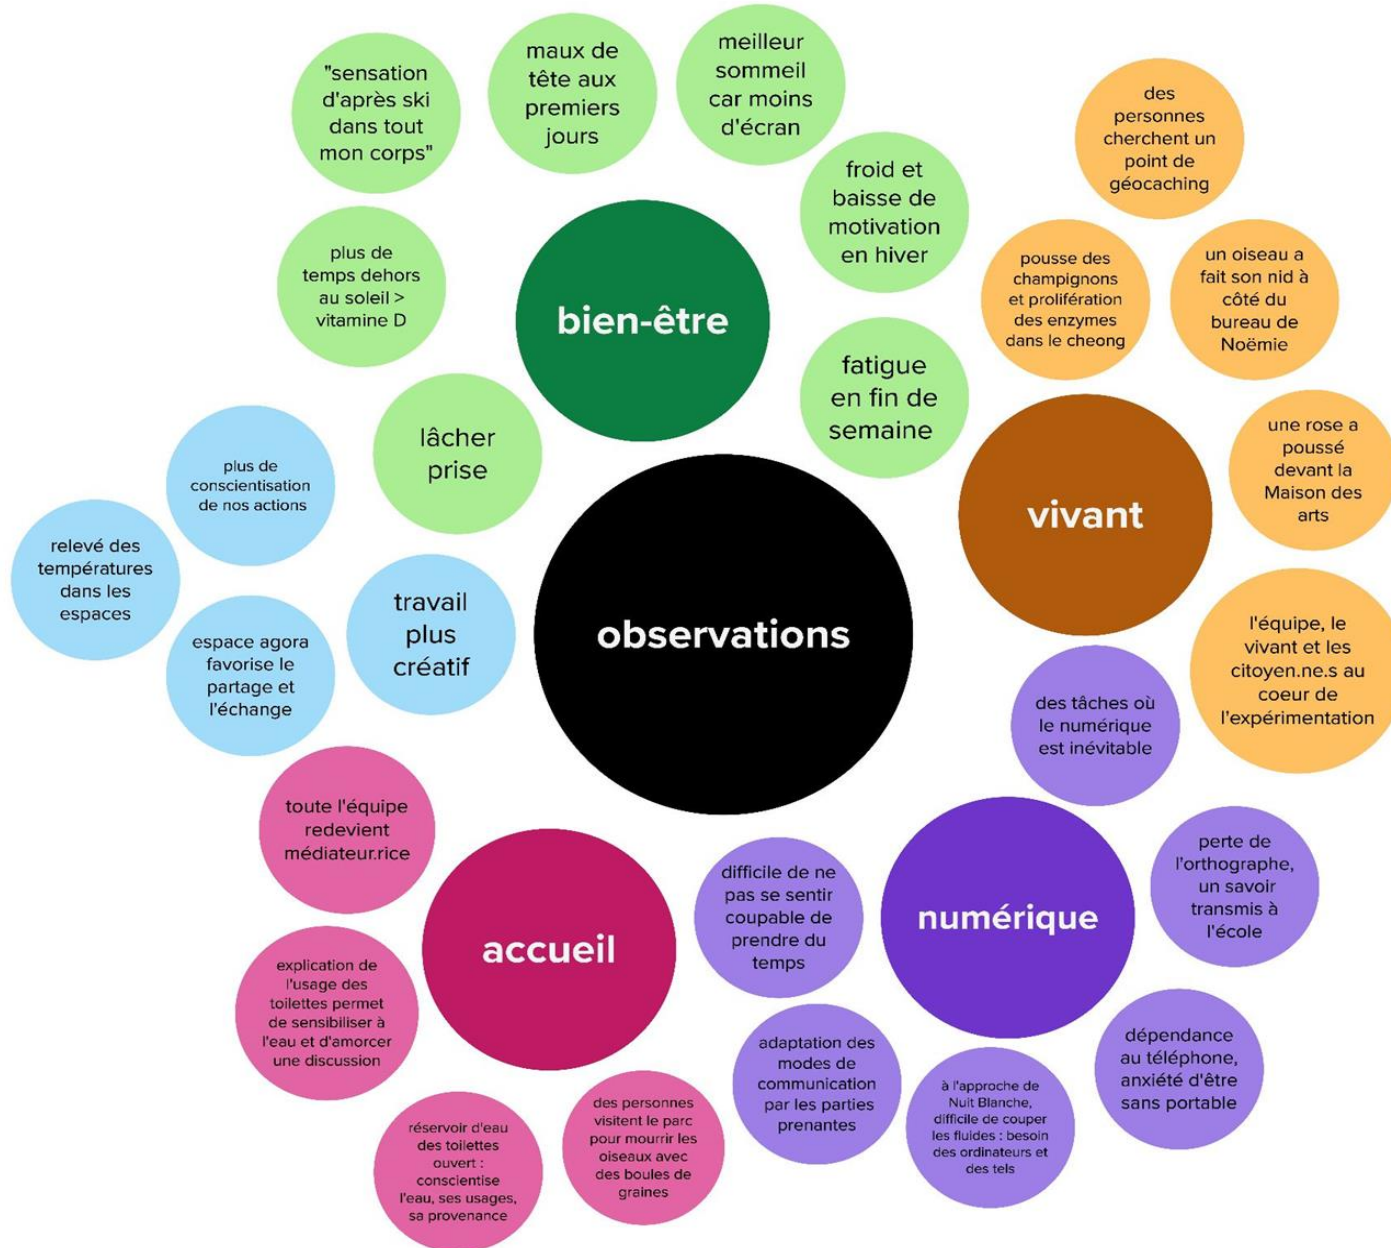 "sensation
d'après ski
dans tout
mon corps"
maux de
tête aux
premiers
jours
meilleur
sommeil
car moins
d'écran
froid et
baisse de
motivation
en hiver
plus de
temps dehors
au soleil >
vitamine D
bien-être
fatigue
en fin de
semaine
lâcher
prise
des
personnes
cherchent un
point de
géocaching
pousse des
champignons
et prolifération
des enzymes
dans le cheong
un oiseau a
fait son nid à
côté du
bureau de
Noëmie
vivant
une rose a
poussé
devant la
Maison des
arts
l'équipe, le
vivant et les
citoyen.ne.s au
coeur de
l'expérimentation
plus de
conscientisation
de nos actions
relevé des
températures
dans les
espaces
espace agora
favorise le
partage et
l'échange
travail
plus
créatif
observations
toute l'équipe
redevient
médiateur.rice
accueil
explication de
l'usage des
toilettes permet
de sensibiliser à
l'eau et d'amorcer
une discussion
réservoir d'eau
des toilettes
ouvert :
conscientise
l'eau, ses usages,
sa provenance
des personnes
visitent le parc
pour mourrir les
oiseaux avec
des boules de
graines
des tâches où
le numérique
est inévitable
difficile de ne
pas se sentir
coupable de
prendre du
temps
numérique
perte de
l'orthographe,
un savoir
transmis à
l'école
adaptation des
modes de
communication
par les parties
prenantes
à l'approche de
Nuit Blanche,
difficile de couper
les fluides : besoin
des ordinateurs et
des tels
dépendance
au téléphone,
anxiété d'être
sans portable